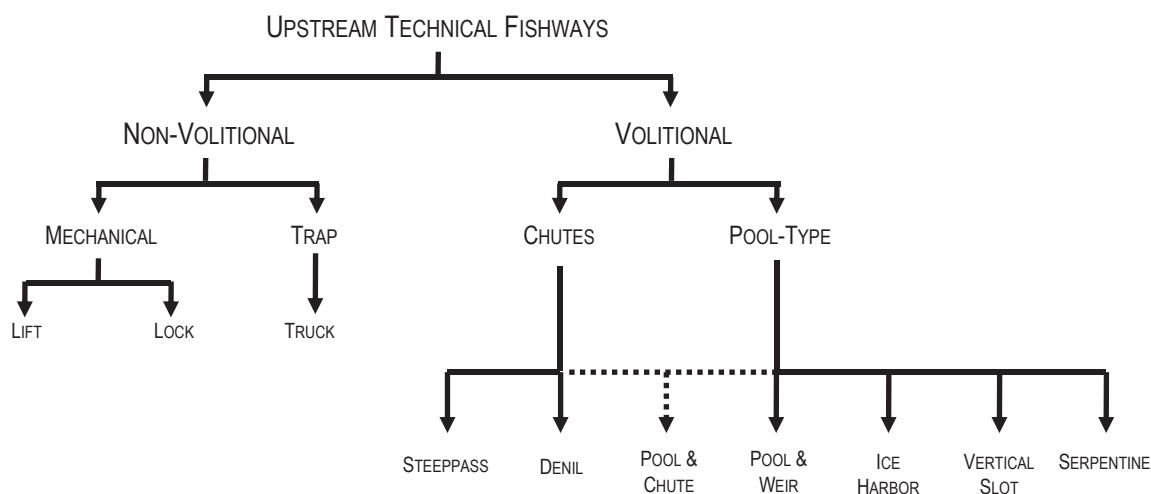 UPSTREAM TECHNICAL FISHWAYS
NON-VOLITIONAL
VOLITIONAL
MECHANICAL
TRAP
CHUTES
POOL-TYPE
LIFT
LOCK
TRUCK
STEEPPASS
DENIL
POOL &
CHUTE
POOL &
WEIR
ICE
HARBOR
VERTICAL
SLOT
SERPENTINE